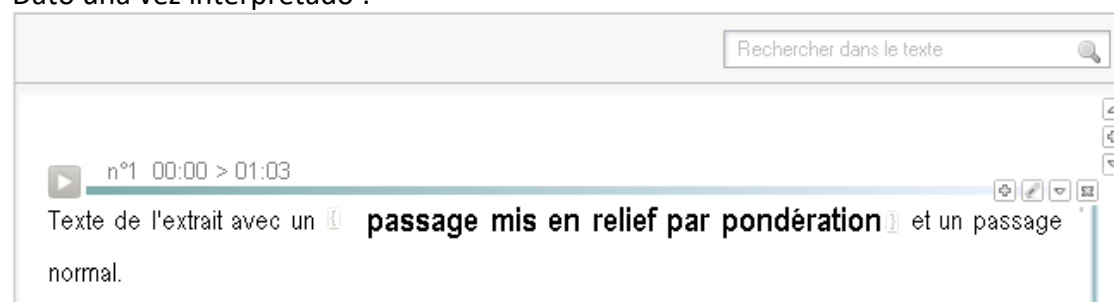 Dato una vez interpretado :
Rechercher dans le texte
n°1 00:00 > 01:03
Texte de l'extrait avec un { passage mis en relief par pondération } et un passage
normal.